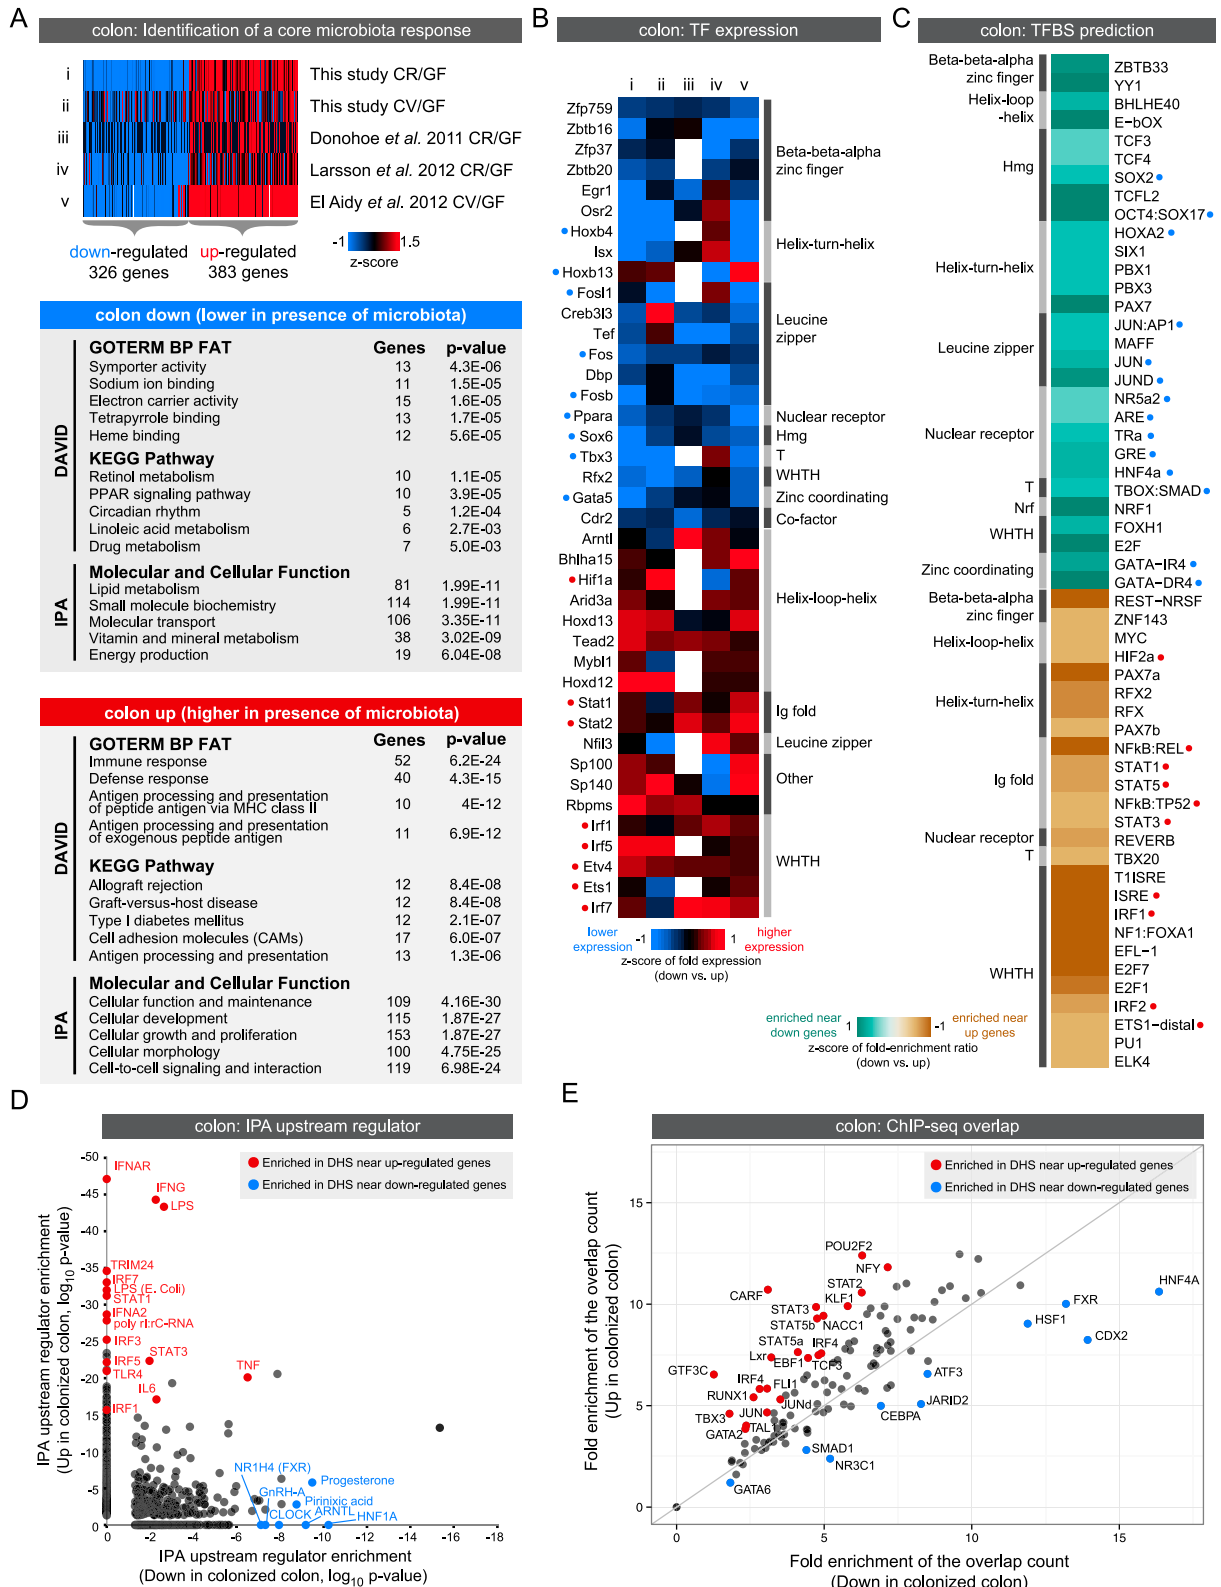 A
colon: Identification of a core microbiota response
i This study CR/GF
ii This study CV/GF
iii Donohoe et al. 2011 CR/GF
iv Larsson et al. 2012 CR/GF
v El Aidy et al. 2012 CV/GF
down-regulated
326 genes
up-regulated
383 genes
-1 1.5
z-score
colon down (lower in presence of microbiota)
DAVID
GOTERM BP FAT Genes p-value
Symporter activity 13 4.3E-06
Sodium ion binding 11 1.5E-05
Electron carrier activity 15 1.6E-05
Tetrapyrrole binding 13 1.7E-05
Heme binding 12 5.6E-05
KEGG Pathway
Retinol metabolism 10 1.1E-05
PPAR signaling pathway 10 3.9E-05
Circadian rhythm 5 1.2E-04
Linoleic acid metabolism 6 2.7E-03
Drug metabolism 7 5.0E-03
IPA
Molecular and Cellular Function
Lipid metabolism 81 1.99E-11
Small molecule biochemistry 114 1.99E-11
Molecular transport 106 3.35E-11
Vitamin and mineral metabolism 38 3.02E-09
Energy production 19 6.04E-08
colon up (higher in presence of microbiota)
DAVID
GOTERM BP FAT Genes p-value
Immune response 52 6.2E-24
Defense response 40 4.3E-15
Antigen processing and presentation
of peptide antigen via MHC class II 10 4E-12
Antigen processing and presentation
of exogenous peptide antigen 11 6.9E-12
KEGG Pathway
Allograft rejection 12 8.4E-08
Graft-versus-host disease 12 8.4E-08
Type I diabetes mellitus 12 2.1E-07
Cell adhesion molecules (CAMs) 17 6.0E-07
Antigen processing and presentation 13 1.3E-06
IPA
Molecular and Cellular Function
Cellular function and maintenance 109 4.16E-30
Cellular development 115 1.87E-27
Cellular growth and proliferation 153 1.87E-27
Cellular morphology 100 4.75E-25
Cell-to-cell signaling and interaction 119 6.98E-24
B
colon: TF expression
i ii iii iv v
Zfp759
Zbtb16
Zfp37
Zbtb20
Egr1
Osr2
Hoxb4
Isx
Hoxb13
Fosl1
Creb3l3
Tef
Fos
Dbp
Fosb
Ppara
Sox6
Tbx3
Rfx2
Gata5
Cdr2
Arntl
Bhlha15
Hif1a
Arid3a
Hoxd13
Tead2
Mybl1
Hoxd12
Stat1
Stat2
Nfil3
Sp100
Sp140
Rbpms
Irf1
Irf5
Etv4
Ets1
Irf7
Beta-beta-alpha
zinc finger
Helix-turn-helix
Leucine
zipper
Nuclear receptor
Hmg
T
WHTH
Zinc coordinating
Co-factor
Helix-loop-helix
Ig fold
Leucine zipper
Other
WHTH
lower
expression
-1 1
higher
expression
z-score of fold expression
(down vs. up)
C
colon: TFBS prediction
Beta-beta-alpha
zinc finger
Helix-loop
-helix
Hmg
Helix-turn-helix
Leucine zipper
Nuclear receptor
T
Nrf
WHTH
Zinc coordinating
Beta-beta-alpha
zinc finger
Helix-loop-helix
Helix-turn-helix
Ig fold
Nuclear receptor
T
WHTH
ZBTB33
YY1
BHLHE40
E-bOX
TCF3
TCF4
SOX2
TCFL2
OCT4:SOX17
HOXA2
SIX1
PBX1
PBX3
PAX7
JUN:AP1
MAFF
JUN
JUND
NR5a2
ARE
TRa
GRE
HNF4a
TBOX:SMAD
NRF1
FOXH1
E2F
GATA-IR4
GATA-DR4
REST-NRSF
ZNF143
MYC
HIF2a
PAX7a
RFX2
RFX
PAX7b
NFkB:REL
STAT1
STAT5
NFkB:TP52
STAT3
REVERB
TBX20
T1ISRE
ISRE
IRF1
NF1:FOXA1
EFL-1
E2F7
E2F1
IRF2
ETS1-distal
PU1
ELK4
enriched near
down genes
1 -1
enriched near
up genes
z-score of fold-enrichment ratio
(down vs. up)
D
colon: IPA upstream regulator
IPA upstream regulator enrichment
(Up in colonized colon, log10 p-value)
-50
-45
-40
-35
-30
-25
-20
15
-10
-5
0
Enriched in DHS near up-regulated genes
Enriched in DHS near down-regulated genes
IFNAR
IFNG
LPS
TRIM24
IRF7
LPS (E. Coli)
STAT1
IFNA2
poly rI:rC-RNA
IRF3
IRF5
STAT3
TLR4
TNF
IL6
IRF1
NR1H4 (FXR)
Progesterone
GnRH-A
Pirinixic acid
CLOCK
ARNTL
HNF1A
0 -2 -4 -6 -8 -10 -12 -14 -16 -18
IPA upstream regulator enrichment
(Down in colonized colon, log10 p-value)
E
colon: ChIP-seq overlap
Fold enrichment of the overlap count
(Up in colonized colon)
15
10
5
0
Enriched in DHS near up-regulated genes
Enriched in DHS near down-regulated genes
POU2F2
NFY
CARF
STAT2
KLF1
STAT3
STAT5b
NACC1
STAT5a
IRF4
Lxr
EBF1
TCF3
GTF3C
IRF4
FLI1
RUNX1
JUNd
TBX3
JUN
GATA2
TAL1
SMAD1
NR3C1
GATA6
HNF4A
FXR
HSF1
CDX2
ATF3
JARID2
CEBPA
0 5 10 15
Fold enrichment of the overlap count
(Down in colonized colon)